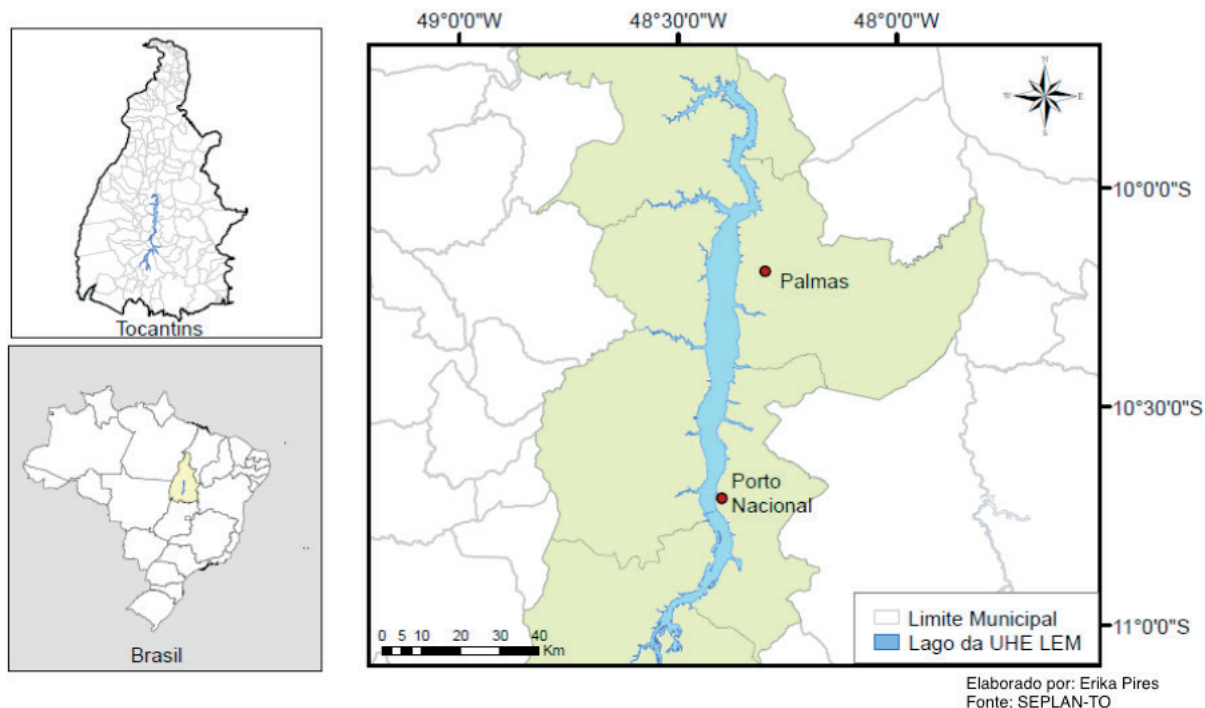 49°0'0"W 48°30'0"W 48°0'0"W
Tocantins
Brasil
N
W E
S
10°0'0"S
Palmas
10°30'0"S
Porto
Nacional
11°0'0"S
0 5 10 20 30 40
Km
Limite Municipal
Lago da UHE LEM
Elaborado por: Erika Pires
Fonte: SEPLAN-TO